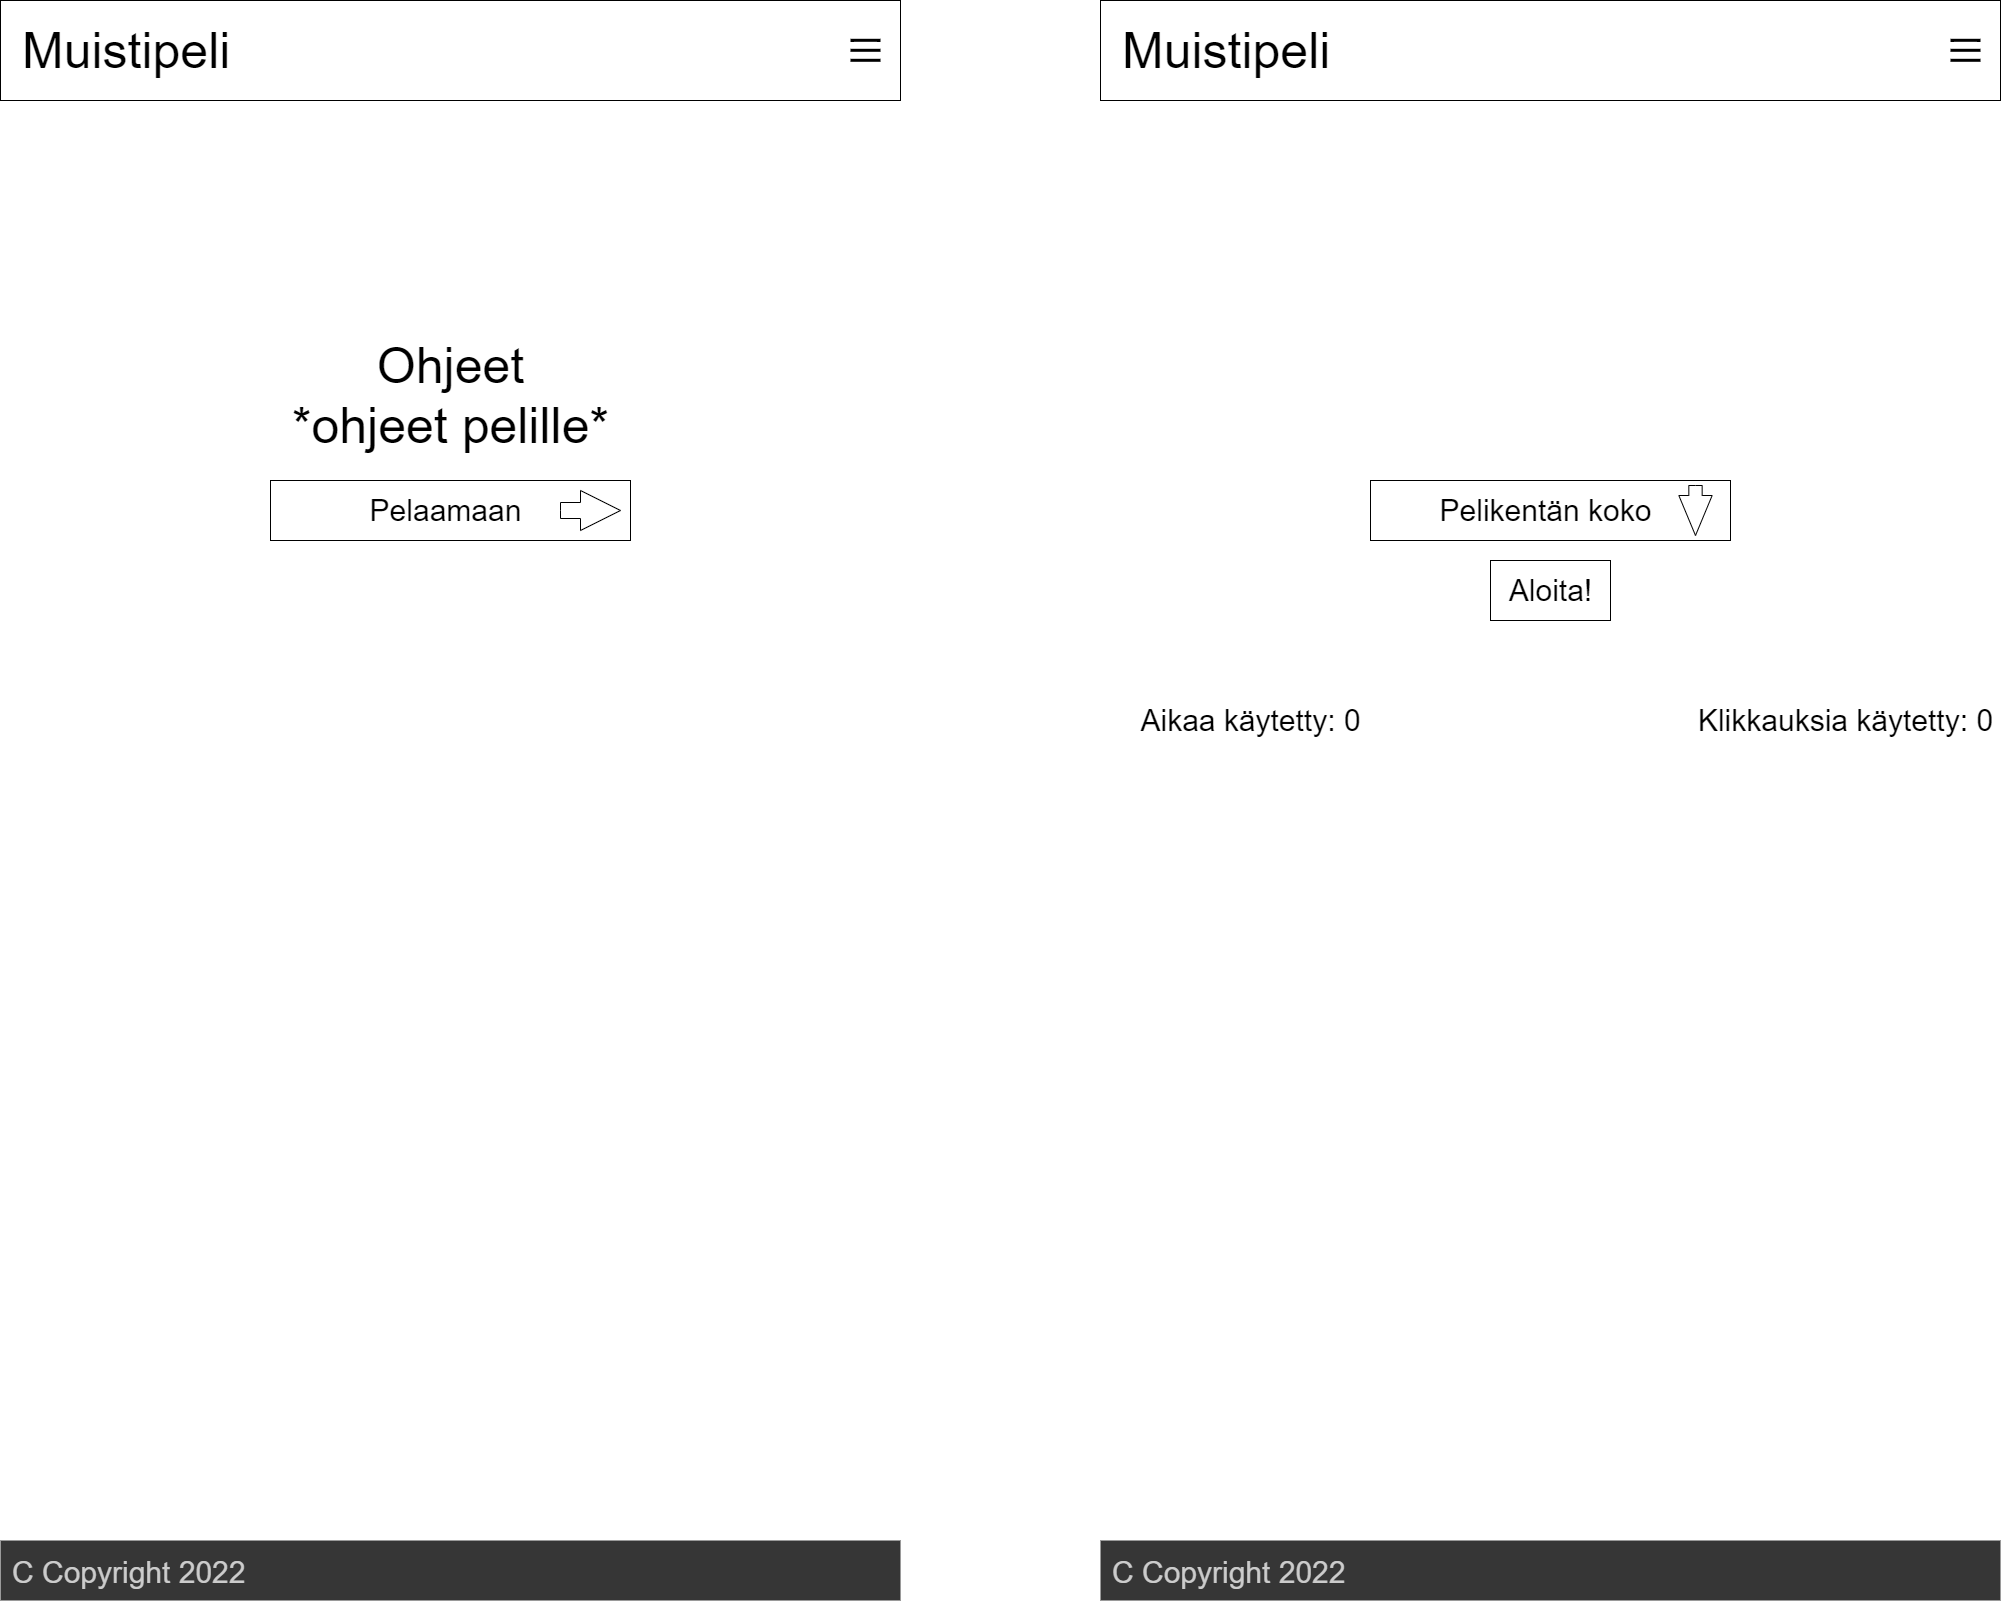 Muistipeli
Ohjeet
*ohjeet pelille*
Pelaamaan
C Copyright 2022
Muistipeli
Pelikentän koko
Aloita!
Aikaa käytetty: 0
Klikkauksia käytetty: 0
C Copyright 2022